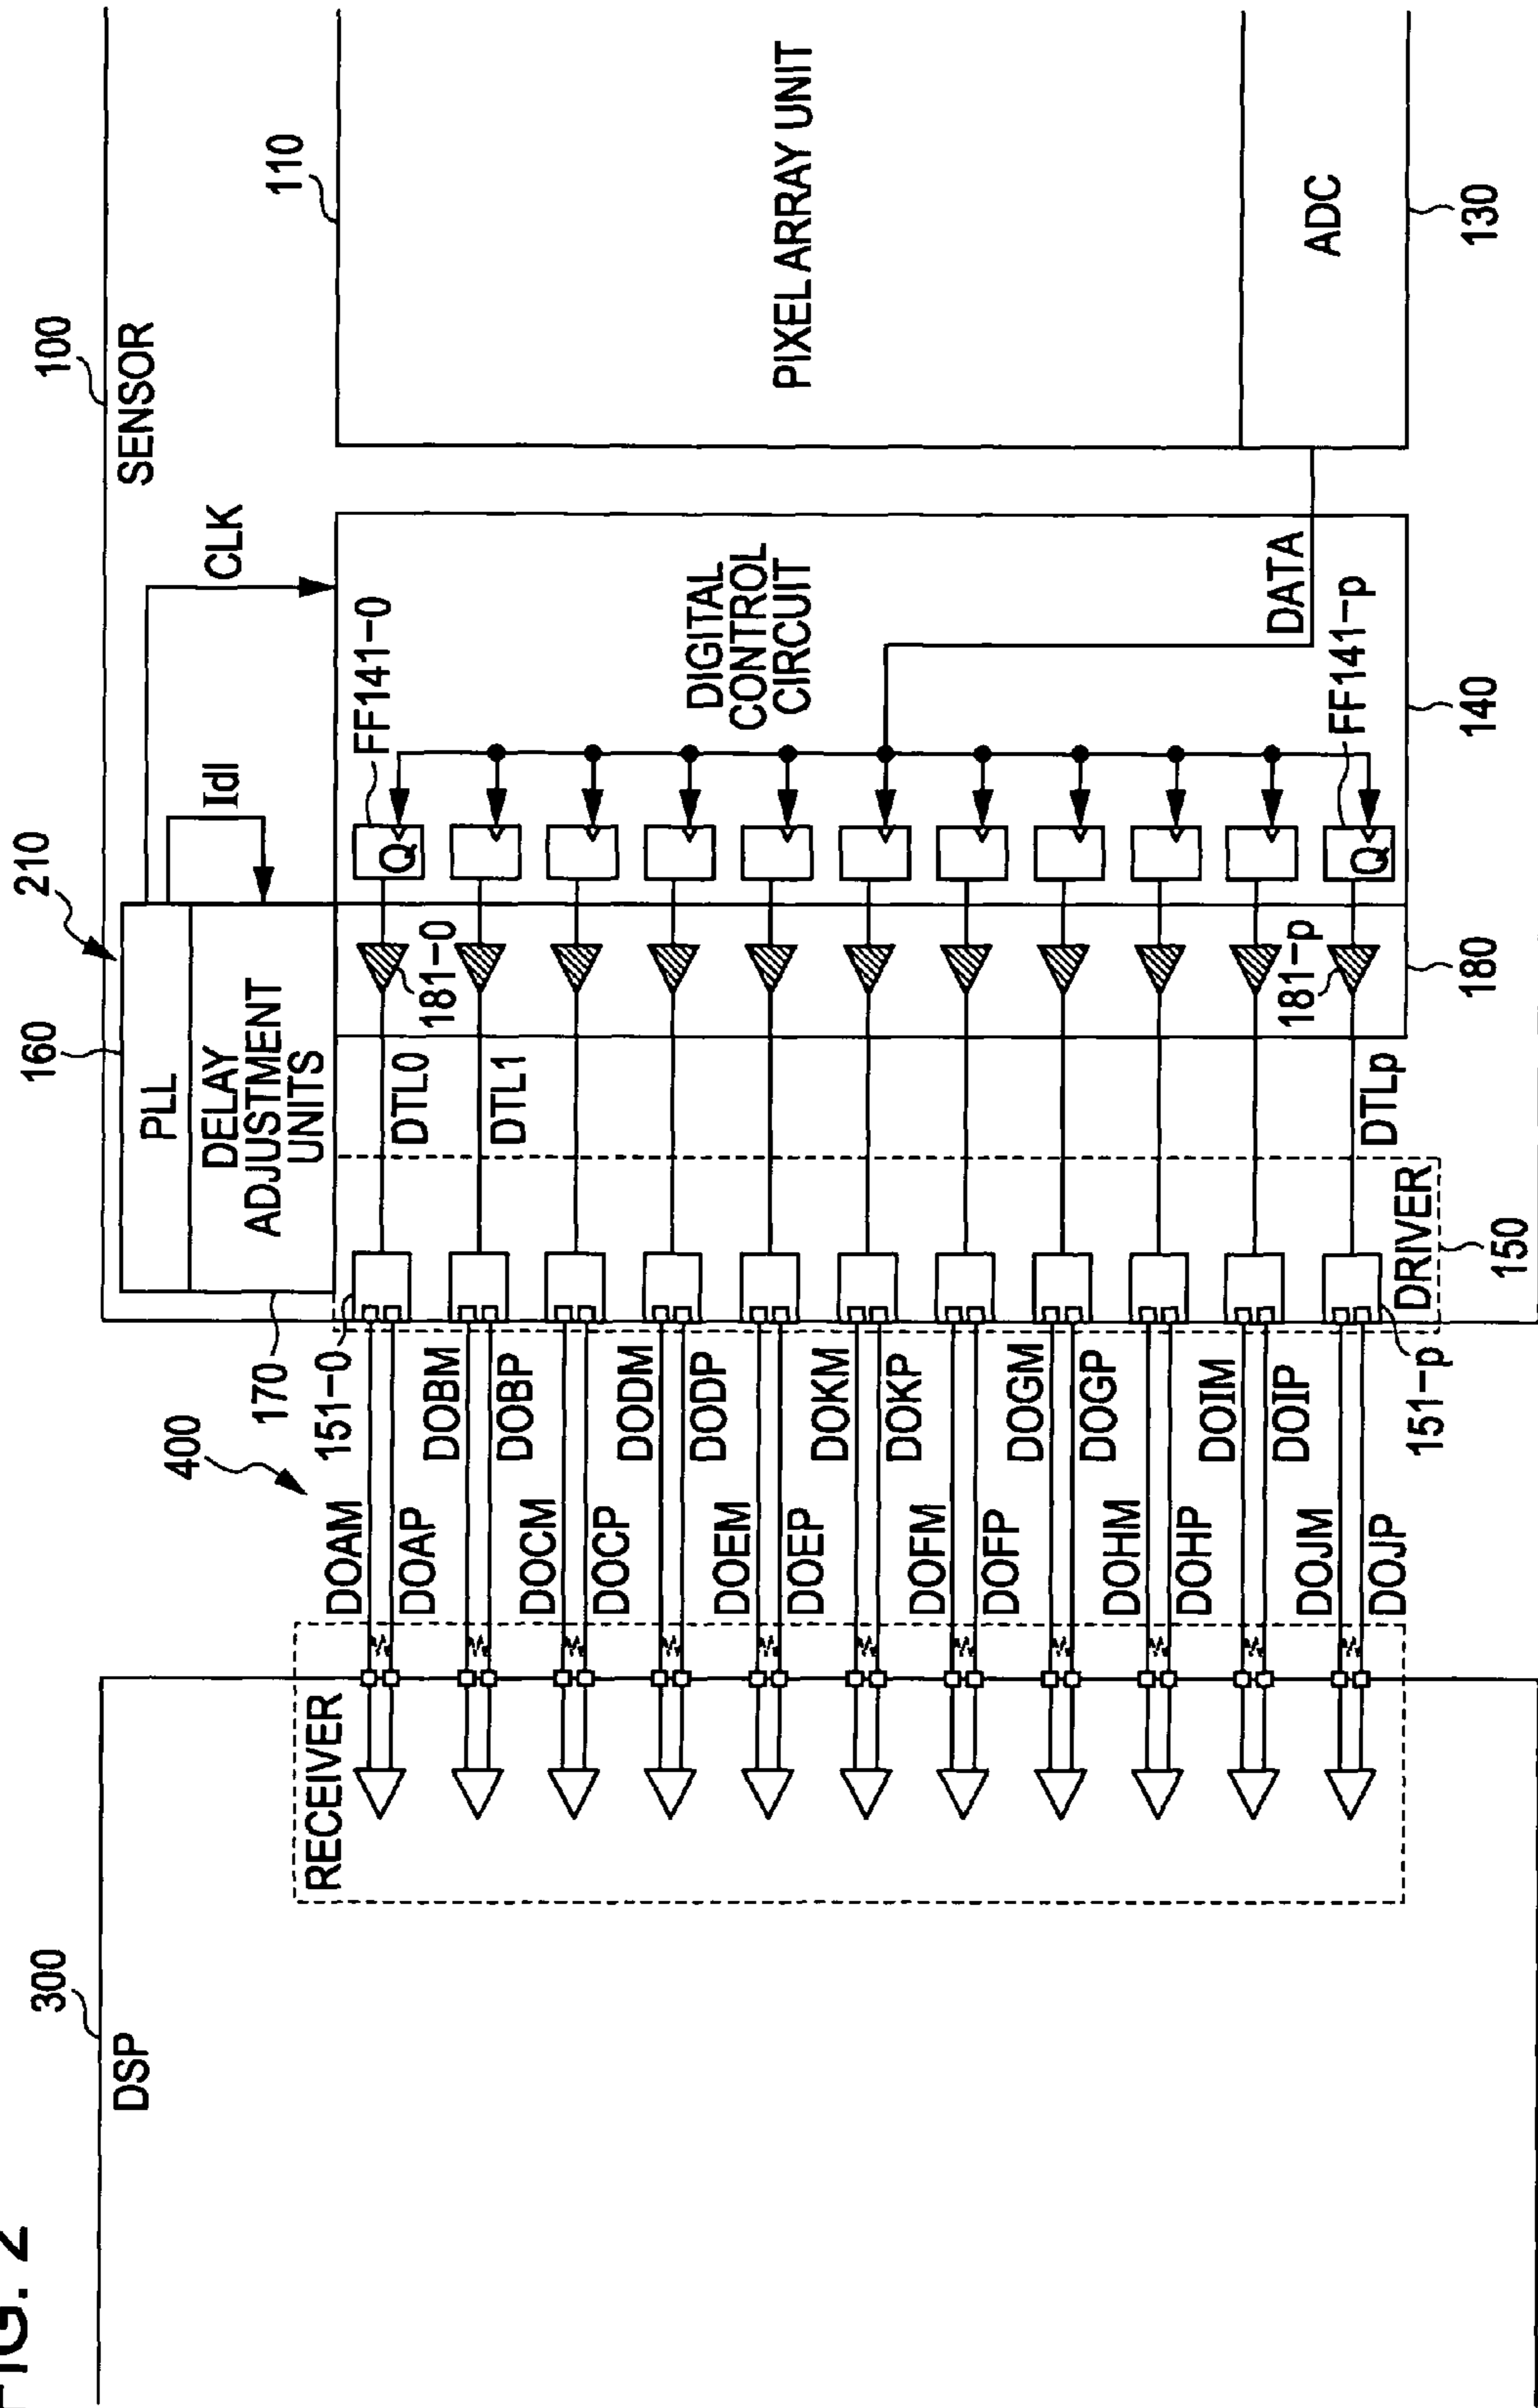 FIG. 2
300
DSP
RECEIVER
400
DOAM
DOAP
DOBM
DOBP
DOCM
DOCP
DODM
DODP
DOEM
DOEP
DOKM
DOKP
DOFM
DOFP
DOGM
DOGP
DOHM
DOHP
DOIM
DOIP
DOJM
DOJP
100
SENSOR
210
160
PLL
DELAY
ADJUSTMENT
UNITS
170
Idl
CLK
151-0
151-p
DRIVER
150
DTL0
DTL1
DTLp
181-0
181-p
180
FF141-0
Q
Q
FF141-p
DIGITAL
CONTROL
CIRCUIT
DATA
140
110
PIXEL ARRAY UNIT
ADC
130